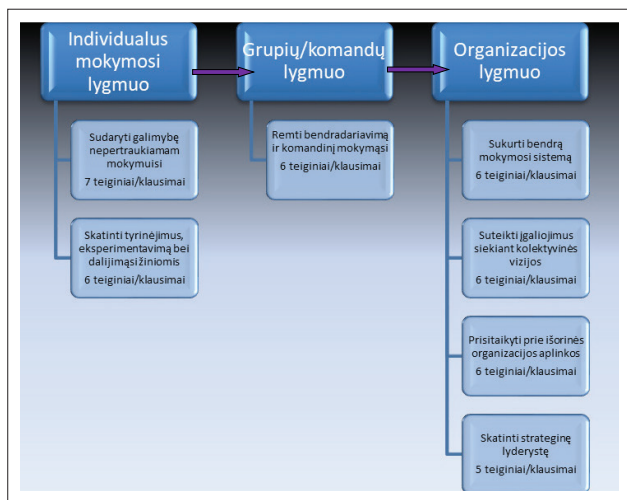 Individualus
mokymosi
lygmuo
Sudaryti galimybę
nepertraukiamam
mokymuisi
7 teiginiai/klausimai
Skatinti tyrinėjimus,
eksperimentavimą bei
dalijimąsi žiniomis
6 teiginiai/klausimai
Grupių/komandų
lygmuo
Remti bendradariavimą
ir komandinį mokymąsi
6 teiginiai/klausimai
Organizacijos
lygmuo
Sukurti bendrą
mokymosi sistemą
6 teiginiai/klausimai
Suteikti įgaliojimus
siekiant kolektyvinės
vizijos
6 teiginiai/klausimai
Prisitaikyti prie išorinės
organizacijos aplinkos
6 teiginiai/klausimai
Skatinti strateginę
lyderystę
5 teiginiai/klausimai